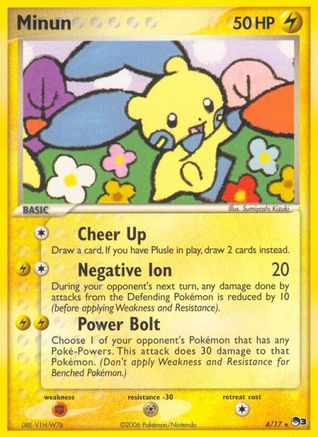 Minun 50 HP
Illus. Sumiyoshi Kizuki
BASIC
Cheer Up
Draw a card. If you have Plusle in play, draw 2 cards instead.
Negative Ion 20
During your opponent's next turn, any damage done by
attacks from the Defending Pokémon is reduced by 10
(before applying Weakness and Resistance).
Power Bolt
Choose 1 of your opponent's Pokémon that has any
Poké-Powers. This attack does 30 damage to that
Pokémon. (Don't apply Weakness and Resistance for
Benched Pokémon.)
weakness resistance -30 retreat cost
08E-V1H-W7B ©2006 Pokémon/Nintendo 4/17 ★ 3